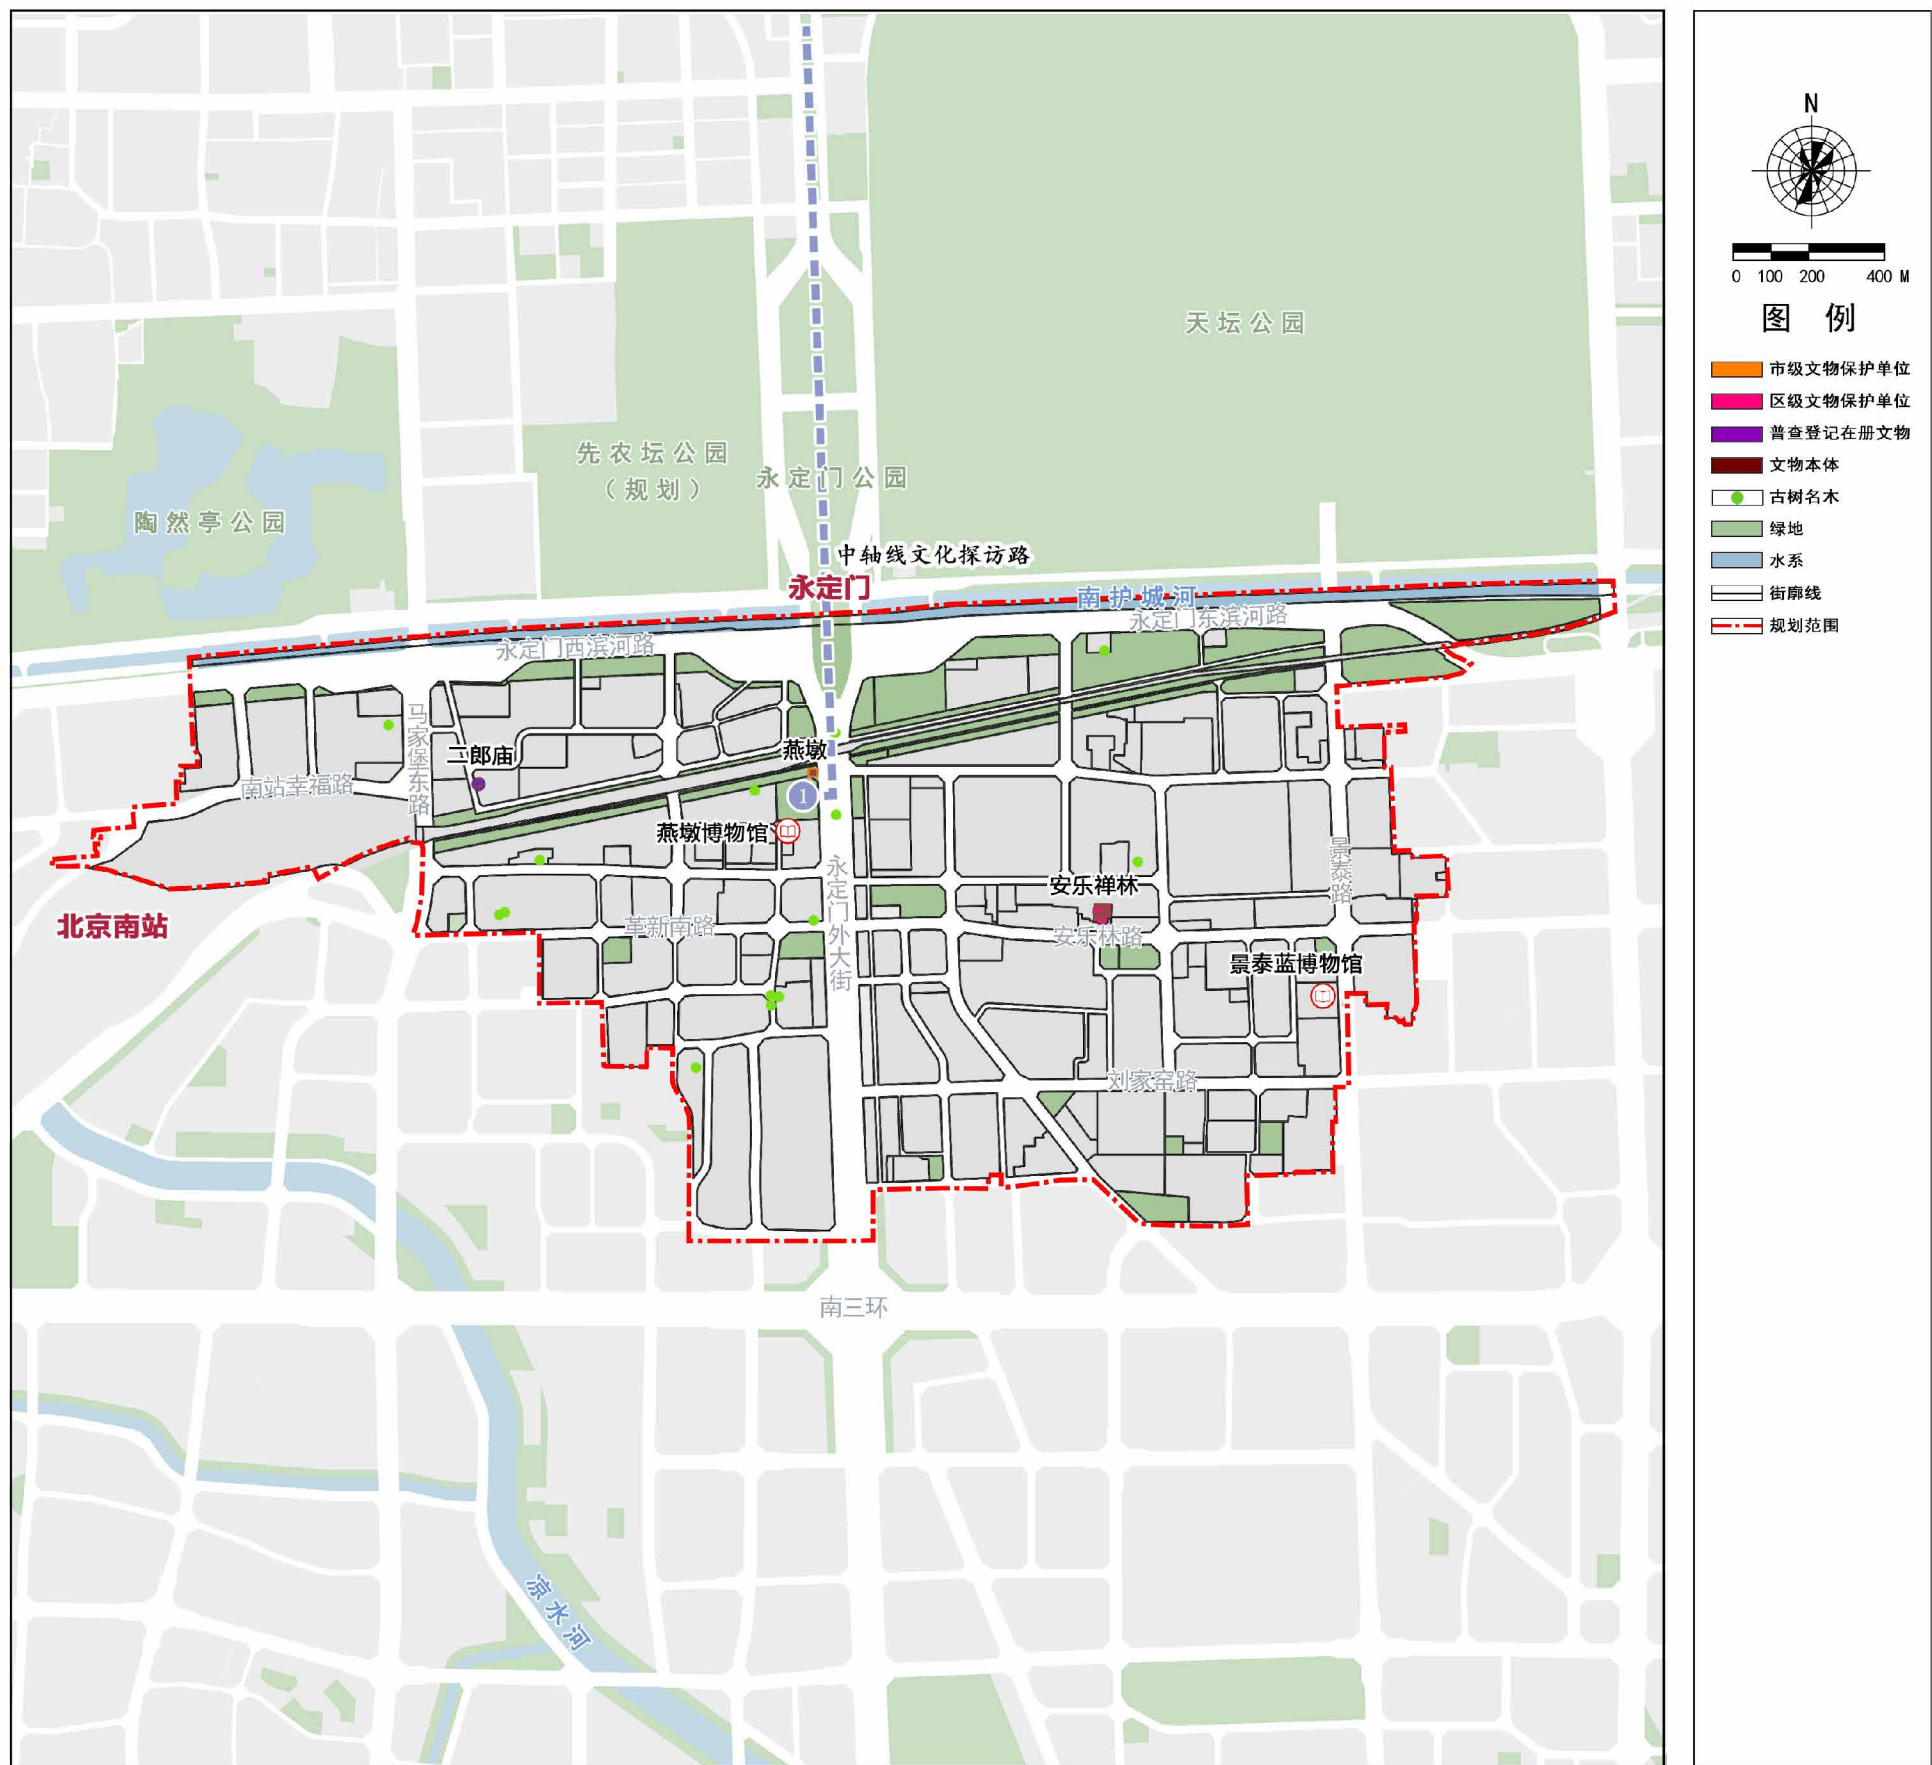 N
0 100 200 400 M
图 例
市级文物保护单位
区级文物保护单位
普查登记在册文物
文物本体
古树名木
绿地
水系
街廓线
规划范围
天坛公园
先农坛公园
（规划）
永定门公园
陶然亭公园
中轴线文化探访路
永定门
南护城河
永定门东滨河路
永定门西滨河路
马家堡东路
二郎庙
燕墩
南站幸福路
1
燕墩博物馆
永定门外大街
景泰路
安乐禅林
北京南站
革新南路
安乐林路
景泰蓝博物馆
刘家窑路
南三环
凉水河